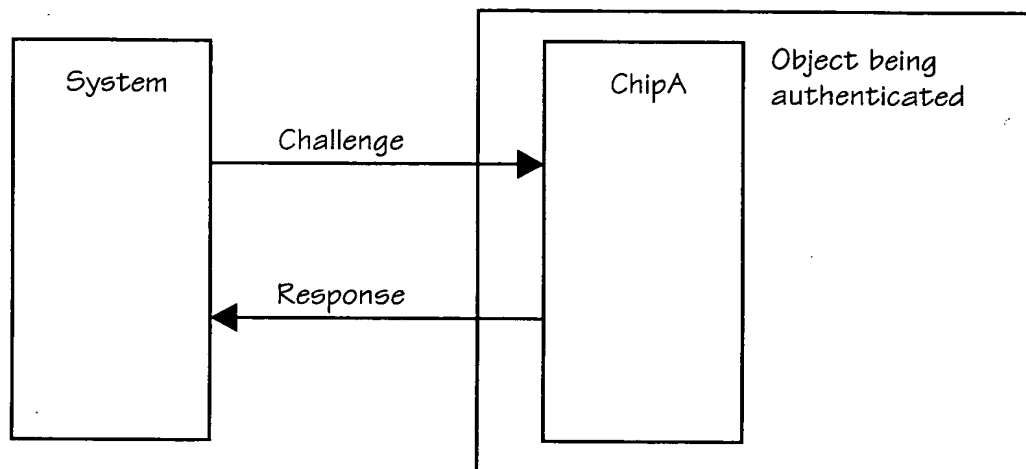 System
ChipA
Object being
authenticated
Challenge
Response